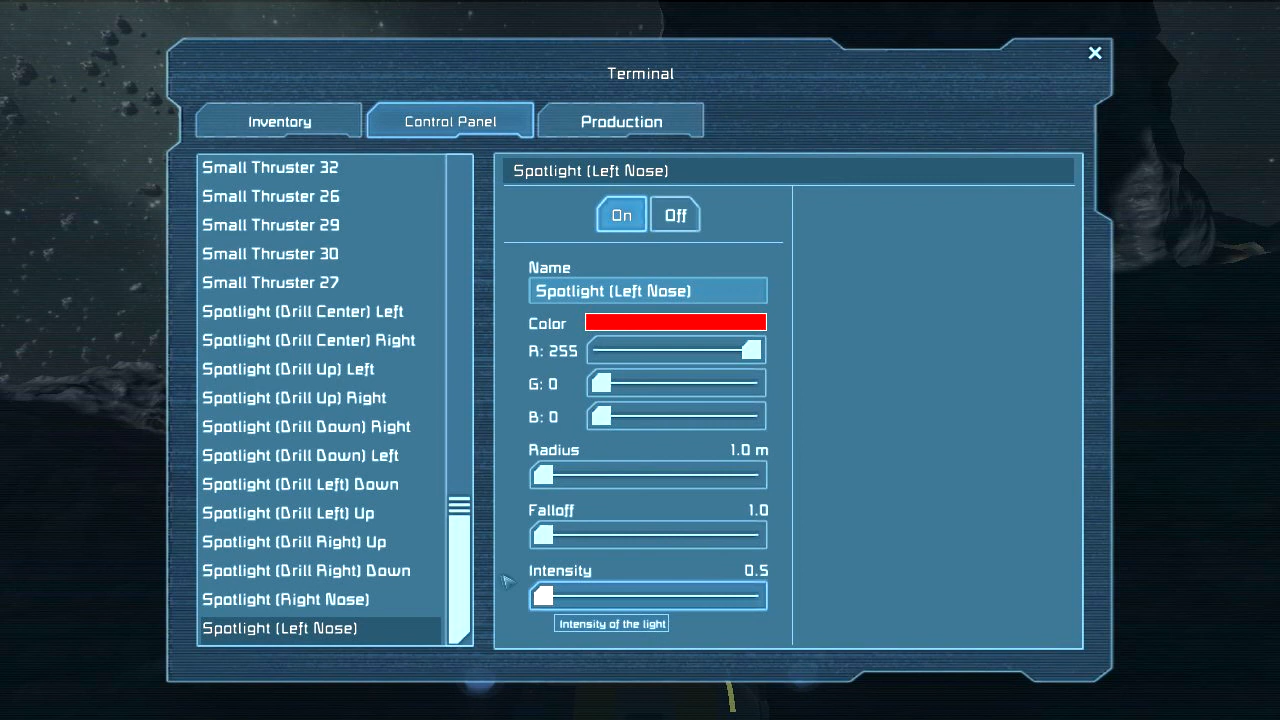 Terminal
Inventory
Control Panel
Production
Small Thruster 32
Small Thruster 26
Small Thruster 29
Small Thruster 30
Small Thruster 27
Spotlight (Drill Center) Left
Spotlight (Drill Center) Right
Spotlight (Drill Up) Left
Spotlight (Drill Up) Right
Spotlight (Drill Down) Right
Spotlight (Drill Down) Left
Spotlight (Drill Left) Down
Spotlight (Drill Left) Up
Spotlight (Drill Right) Up
Spotlight (Drill Right) Down
Spotlight (Right Nose)
Spotlight (Left Nose)
Spotlight (Left Nose)
On Off
Name
Spotlight (Left Nose)
Color
R: 255
G: 0
B: 0
Radius 1.0 m
Falloff 1.0
Intensity 0.5
Intensity of the light